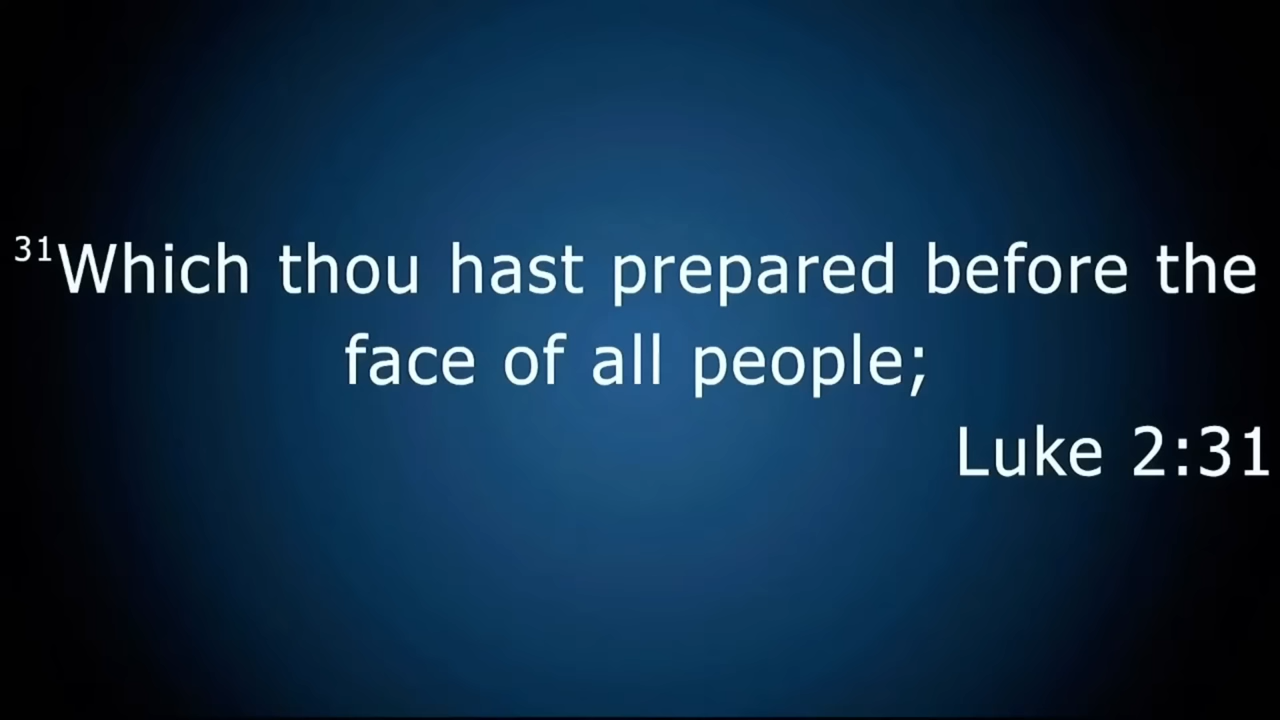 31Which thou hast prepared before the
face of all people;
Luke 2:31